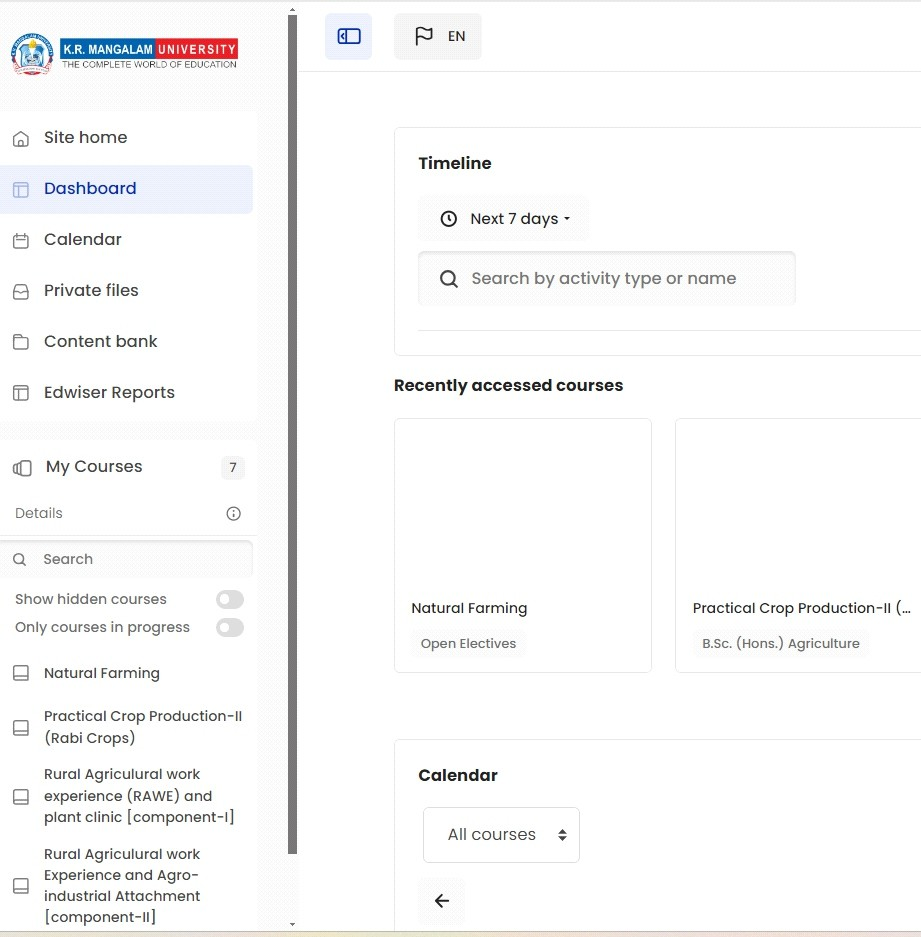 K.R. MANGALAM UNIVERSITY
THE COMPLETE WORLD OF EDUCATION
Site home
Dashboard
Calendar
Private files
Content bank
Edwiser Reports
My Courses 7
Details
Search
Show hidden courses
Only courses in progress
Natural Farming
Practical Crop Production-II
(Rabi Crops)
Rural Agriculural work
experience (RAWE) and
plant clinic [component-I]
Rural Agriculural work
Experience and Agro-
industrial Attachment
[component-II]
EN
Timeline
Next 7 days
Search by activity type or name
Recently accessed courses
Natural Farming
Open Electives
Practical Crop Production-II (...
B.Sc. (Hons.) Agriculture
Calendar
All courses